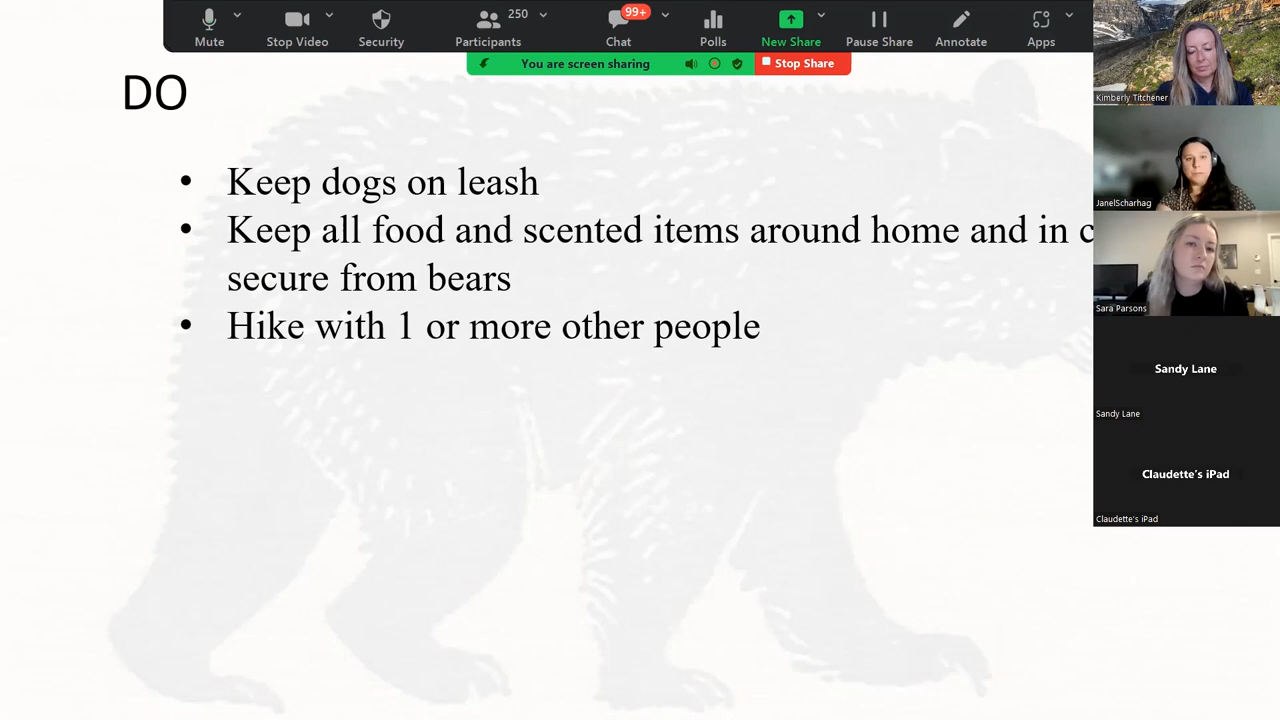 250
99+
Mute
Stop Video
Security
Participants
Chat
Polls
New Share
Pause Share
Annotate
Apps
You are screen sharing
Stop Share
DO
• Keep dogs on leash
• Keep all food and scented items around home and in c
secure from bears
• Hike with 1 or more other people
Kimberly Titchener
JanelScharhag
Sara Parsons
Sandy Lane
Sandy Lane
Claudette's iPad
Claudette's iPad